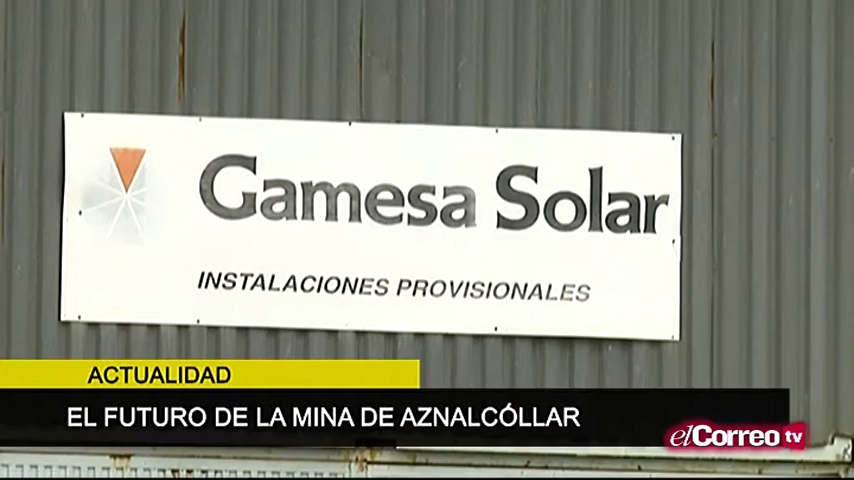 Gamesa Solar
INSTALACIONES PROVISIONALES
ACTUALIDAD
EL FUTURO DE LA MINA DE AZNALCÓLLAR
elCorreo tv